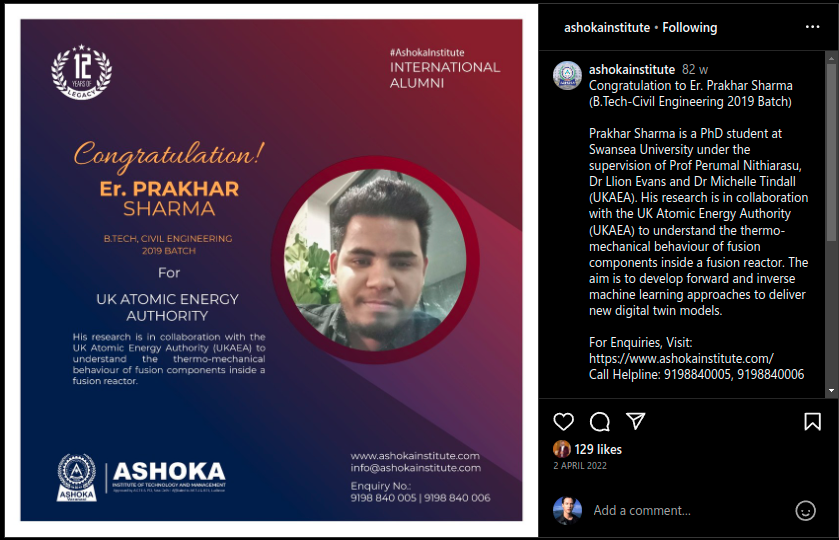 12
YEARS OF
LEGACY
#AshokaInstitute
INTERNATIONAL
ALUMNI
Congratulation!
Er. PRAKHAR
SHARMA
B.TECH, CIVIL ENGINEERING
2019 BATCH
For
UK ATOMIC ENERGY
AUTHORITY
His research is in collaboration with the
UK Atomic Energy Authority (UKAEA) to
understand the thermo-mechanical
behaviour of fusion components inside a
fusion reactor.
ASHOKA
ASHOKA
INSTITUTE OF TECHNOLOGY AND MANAGEMENT
www.ashokainstitute.com
info@ashokainstitute.com
Enquiry No.:
9198 840 005 | 9198 840 006
ashokainstitute • Following
ashokainstitute 82 w
Congratulation to Er. Prakhar Sharma
(B.Tech-Civil Engineering 2019 Batch)
Prakhar Sharma is a PhD student at
Swansea University under the
supervision of Prof Perumal Nithiarasu,
Dr Llion Evans and Dr Michelle Tindall
(UKAEA). His research is in collaboration
with the UK Atomic Energy Authority
(UKAEA) to understand the thermo-
mechanical behaviour of fusion
components inside a fusion reactor. The
aim is to develop forward and inverse
machine learning approaches to deliver
new digital twin models.
For Enquiries, Visit:
https://www.ashokainstitute.com/
Call Helpline: 9198840005, 9198840006
129 likes
2 APRIL 2022
Add a comment...